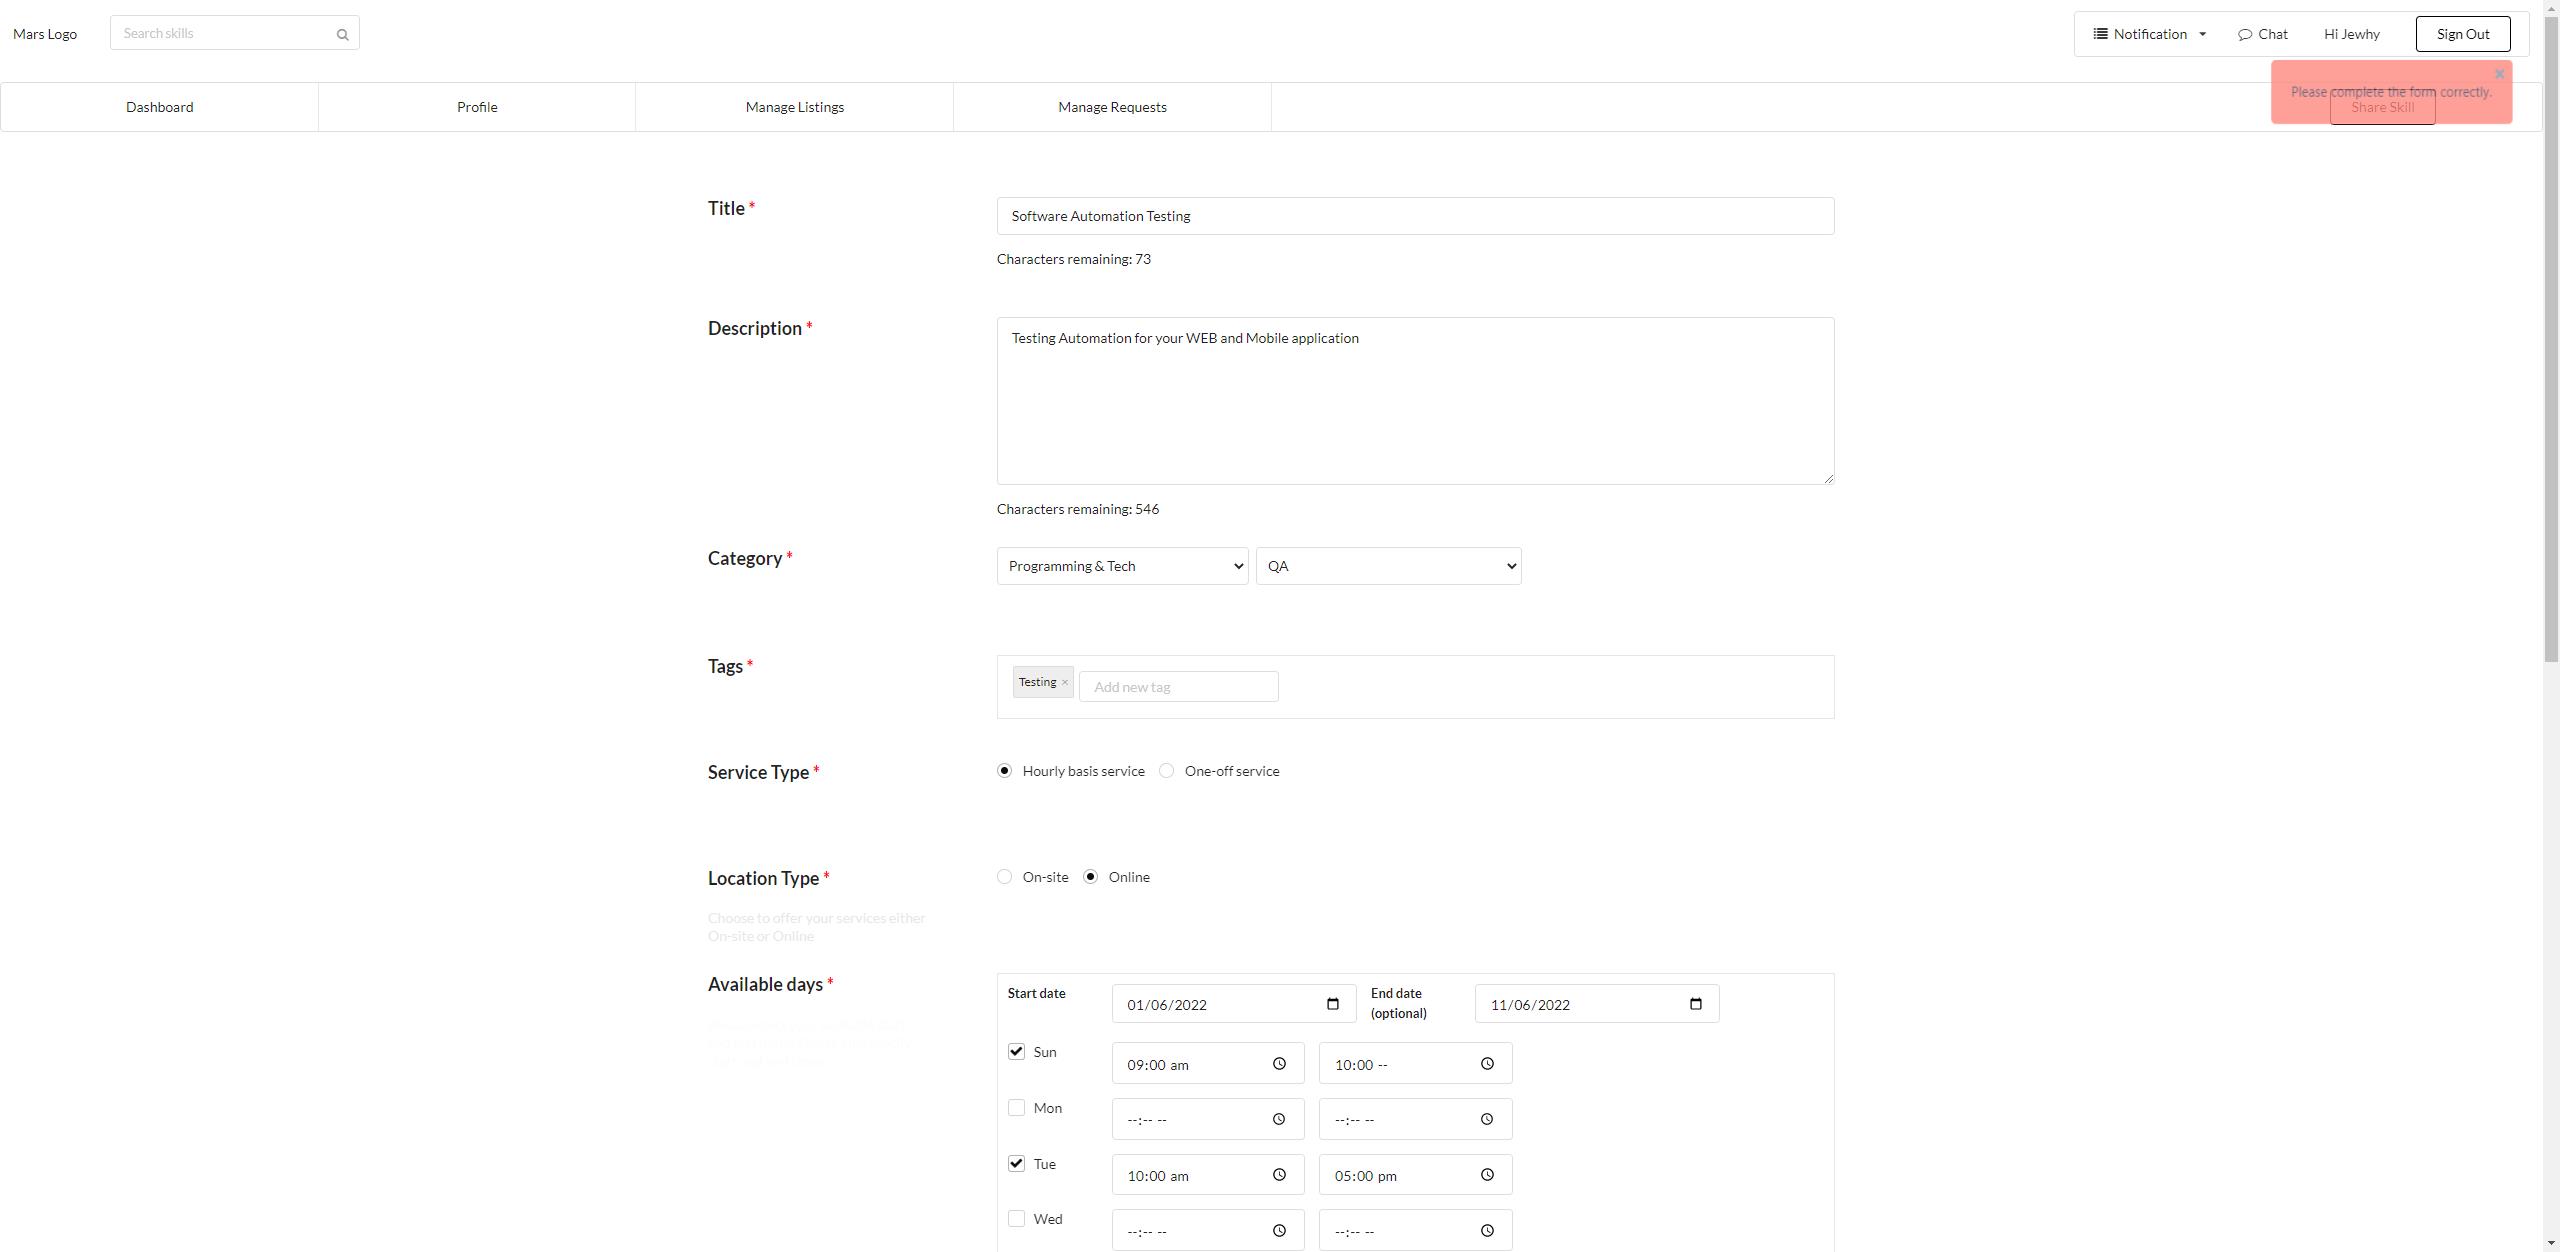 Mars Logo
Search skills
Notification
Chat
Hi Jewhy
Sign Out
Please complete the form correctly.
Dashboard
Profile
Manage Listings
Manage Requests
Share Skill
Title *
Software Automation Testing
Characters remaining: 73
Description *
Testing Automation for your WEB and Mobile application
Characters remaining: 546
Category *
Programming & Tech
QA
Tags *
Testing ×
Add new tag
Service Type *
Hourly basis service
One-off service
Location Type *
On-site
Online
Choose to offer your services either
On-site or Online
Available days *
Start date
01/06/2022
End date
(optional)
11/06/2022
Sun
09:00 am
10:00 --
Mon
--:-- --
--:-- --
Tue
10:00 am
05:00 pm
Wed
--:-- --
--:-- --